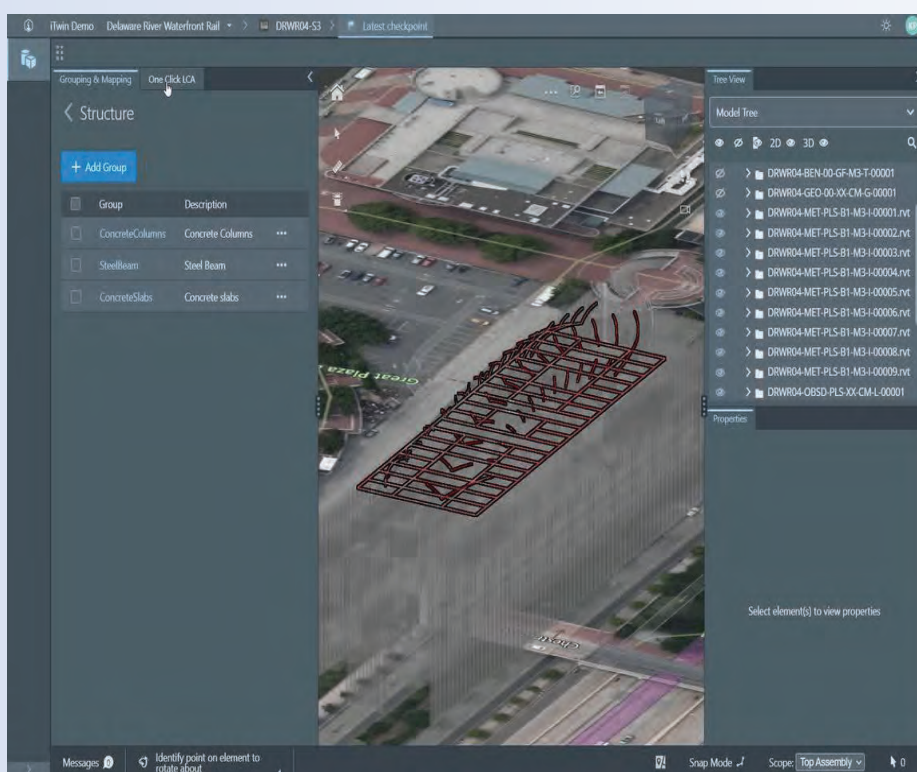 iTwin Demo Delaware River Waterfront Rail DRWR04-S3 Latest checkpoint
Grouping & Mapping One Click LCA
Structure
+ Add Group
Group Description
ConcreteColumns Concrete Columns
SteelBeam Steel Beam
ConcreteSlabs Concrete slabs
Great Plaza
Tree View
Model Tree
2D 3D
DRWR04-BEN-00-GF-M3-T-00001
DRWR04-GEO-00-XX-CM-G-00001
DRWR04-MET-PLS-B1-M3-I-00001.rvt
DRWR04-MET-PLS-B1-M3-I-00002.rvt
DRWR04-MET-PLS-B1-M3-I-00003.rvt
DRWR04-MET-PLS-B1-M3-I-00004.rvt
DRWR04-MET-PLS-B1-M3-I-00005.rvt
DRWR04-MET-PLS-B1-M3-I-00006.rvt
DRWR04-MET-PLS-B1-M3-I-00007.rvt
DRWR04-MET-PLS-B1-M3-I-00008.rvt
DRWR04-MET-PLS-B1-M3-I-00009.rvt
DRWR04-OBSD-PLS-XX-CM-L-00001
Properties
Select element(s) to view properties
Messages
Identify point on element to
rotate about
Snap Mode
Scope: Top Assembly
0